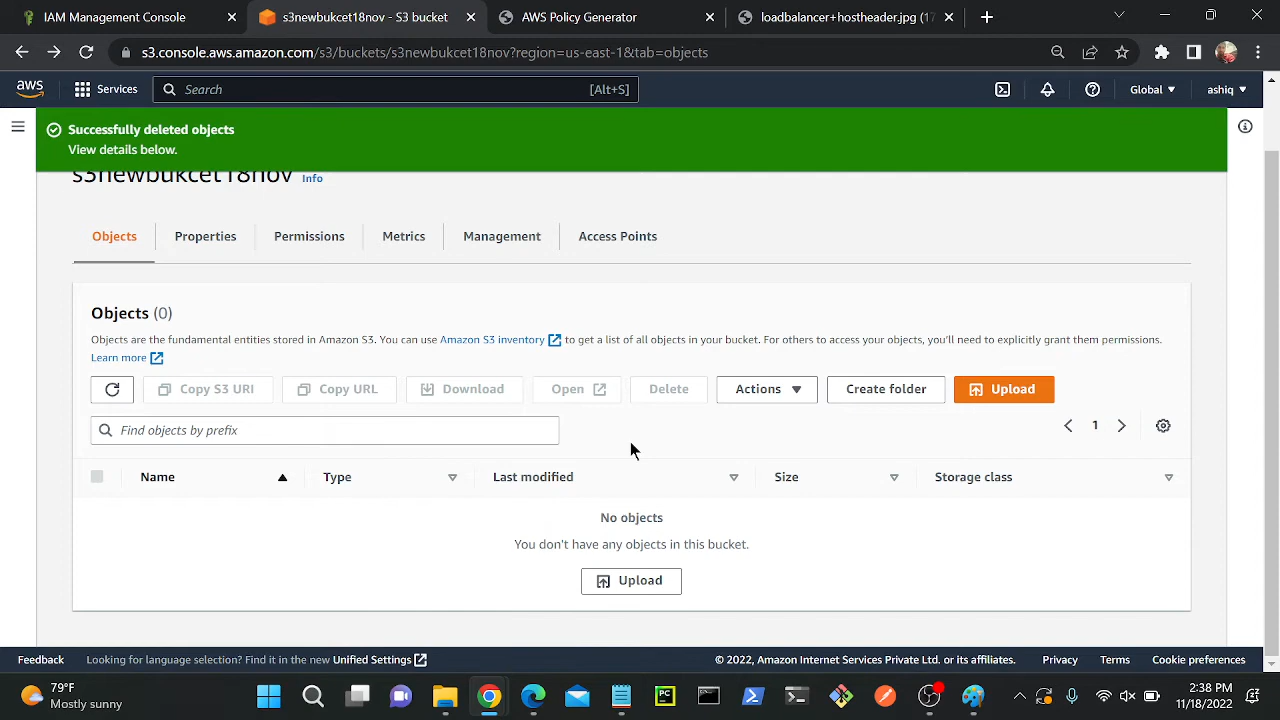 IAM Management Console
s3newbukcet18nov - S3 bucket
AWS Policy Generator
loadbalancer+hostheader.jpg (1
s3.console.aws.amazon.com/s3/buckets/s3newbukcet18nov?region=us-east-1&tab=objects
aws Services Search [Alt+S] Global ashiq
Successfully deleted objects
View details below.
s3newbukcet18nov Info
Objects Properties Permissions Metrics Management Access Points
Objects (0)
Objects are the fundamental entities stored in Amazon S3. You can use Amazon S3 inventory to get a list of all objects in your bucket. For others to access your objects, you'll need to explicitly grant them permissions.
Learn more
Copy S3 URI Copy URL Download Open Delete Actions Create folder Upload
Find objects by prefix
1
Name Type Last modified Size Storage class
No objects
You don't have any objects in this bucket.
Upload
Feedback Looking for language selection? Find it in the new Unified Settings © 2022, Amazon Internet Services Private Ltd. or its affiliates. Privacy Terms Cookie preferences
79°F
Mostly sunny
PC
2:38 PM
11/18/2022